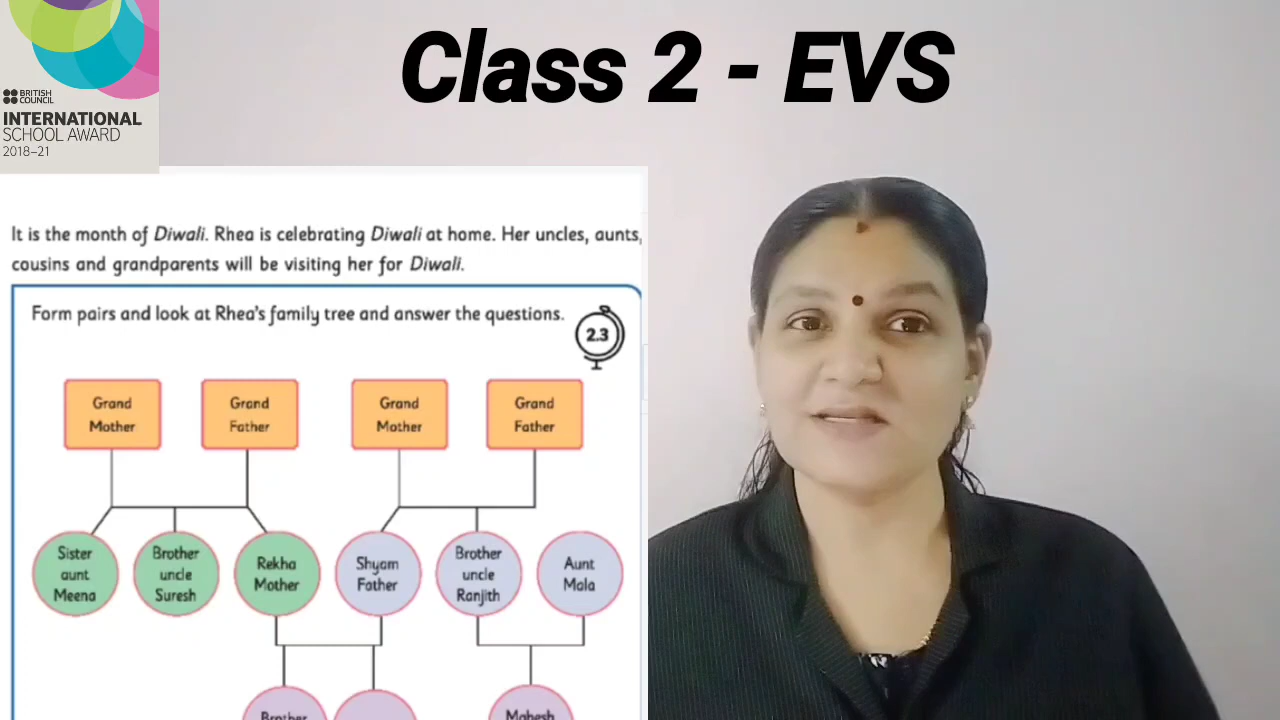 Class 2 - EVS
BRITISH
COUNCIL
INTERNATIONAL
SCHOOL AWARD
2018–21
It is the month of Diwali. Rhea is celebrating Diwali at home. Her uncles, aunts,
cousins and grandparents will be visiting her for Diwali.
Form pairs and look at Rhea's family tree and answer the questions.
2.3
Grand
Mother
Grand
Father
Grand
Mother
Grand
Father
Sister
aunt
Meena
Brother
uncle
Suresh
Rekha
Mother
Shyam
Father
Brother
uncle
Ranjith
Aunt
Mala
Brother
Mahesh